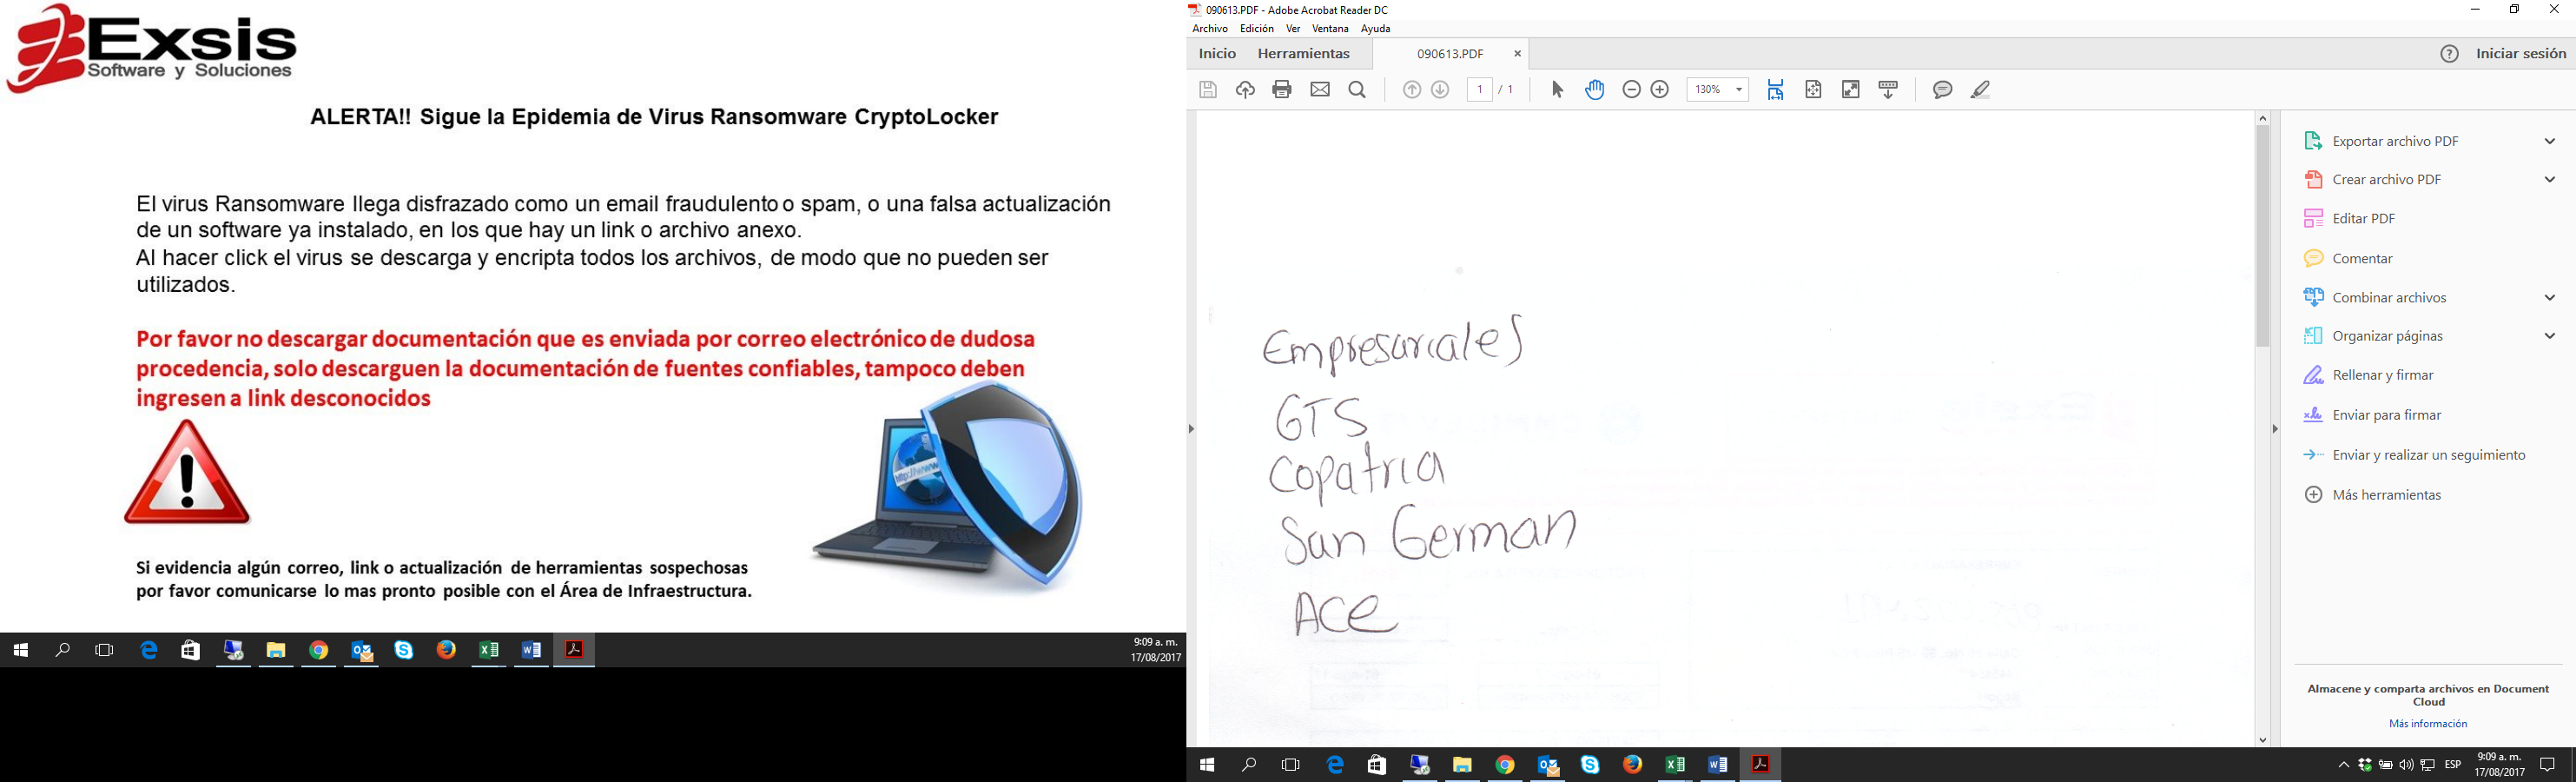 Exsis
Software y Soluciones
ALERTA!! Sigue la Epidemia de Virus Ransomware CryptoLocker
El virus Ransomware llega disfrazado como un email fraudulento o spam, o una falsa actualización
de un software ya instalado, en los que hay un link o archivo anexo.
Al hacer click el virus se descarga y encripta todos los archivos, de modo que no pueden ser
utilizados.
Por favor no descargar documentación que es enviada por correo electrónico de dudosa
procedencia, solo descarguen la documentación de fuentes confiables, tampoco deben
ingresen a link desconocidos
http://www
Si evidencia algún correo, link o actualización de herramientas sospechosas
por favor comunicarse lo mas pronto posible con el Área de Infraestructura.
9:09 a. m.
17/08/2017
090613.PDF - Adobe Acrobat Reader DC
Archivo Edición Ver Ventana Ayuda
Inicio Herramientas 090613.PDF Iniciar sesión
1 / 1 130%
Empresariales
GTS
Copatria
San German
ACe
Exportar archivo PDF
Crear archivo PDF
Editar PDF
Comentar
Combinar archivos
Organizar páginas
Rellenar y firmar
Enviar para firmar
Enviar y realizar un seguimiento
Más herramientas
Almacene y comparta archivos en Document
Cloud
Más información
ESP
9:09 a. m.
17/08/2017